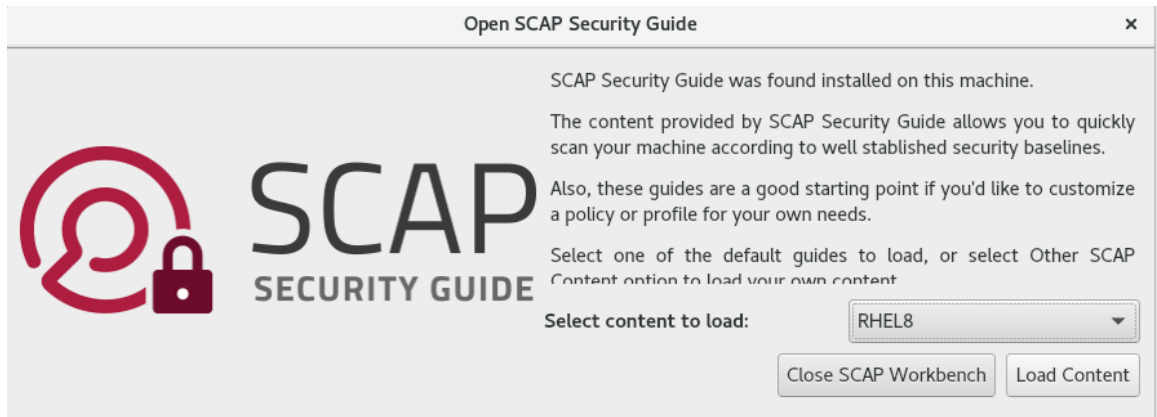 Open SCAP Security Guide
SCAP Security Guide was found installed on this machine.
The content provided by SCAP Security Guide allows you to quickly
scan your machine according to well stablished security baselines.
Also, these guides are a good starting point if you'd like to customize
a policy or profile for your own needs.
Select one of the default guides to load, or select Other SCAP
Content option to load your own content.
SCAP
SECURITY GUIDE
Select content to load:
RHEL8
Close SCAP Workbench
Load Content